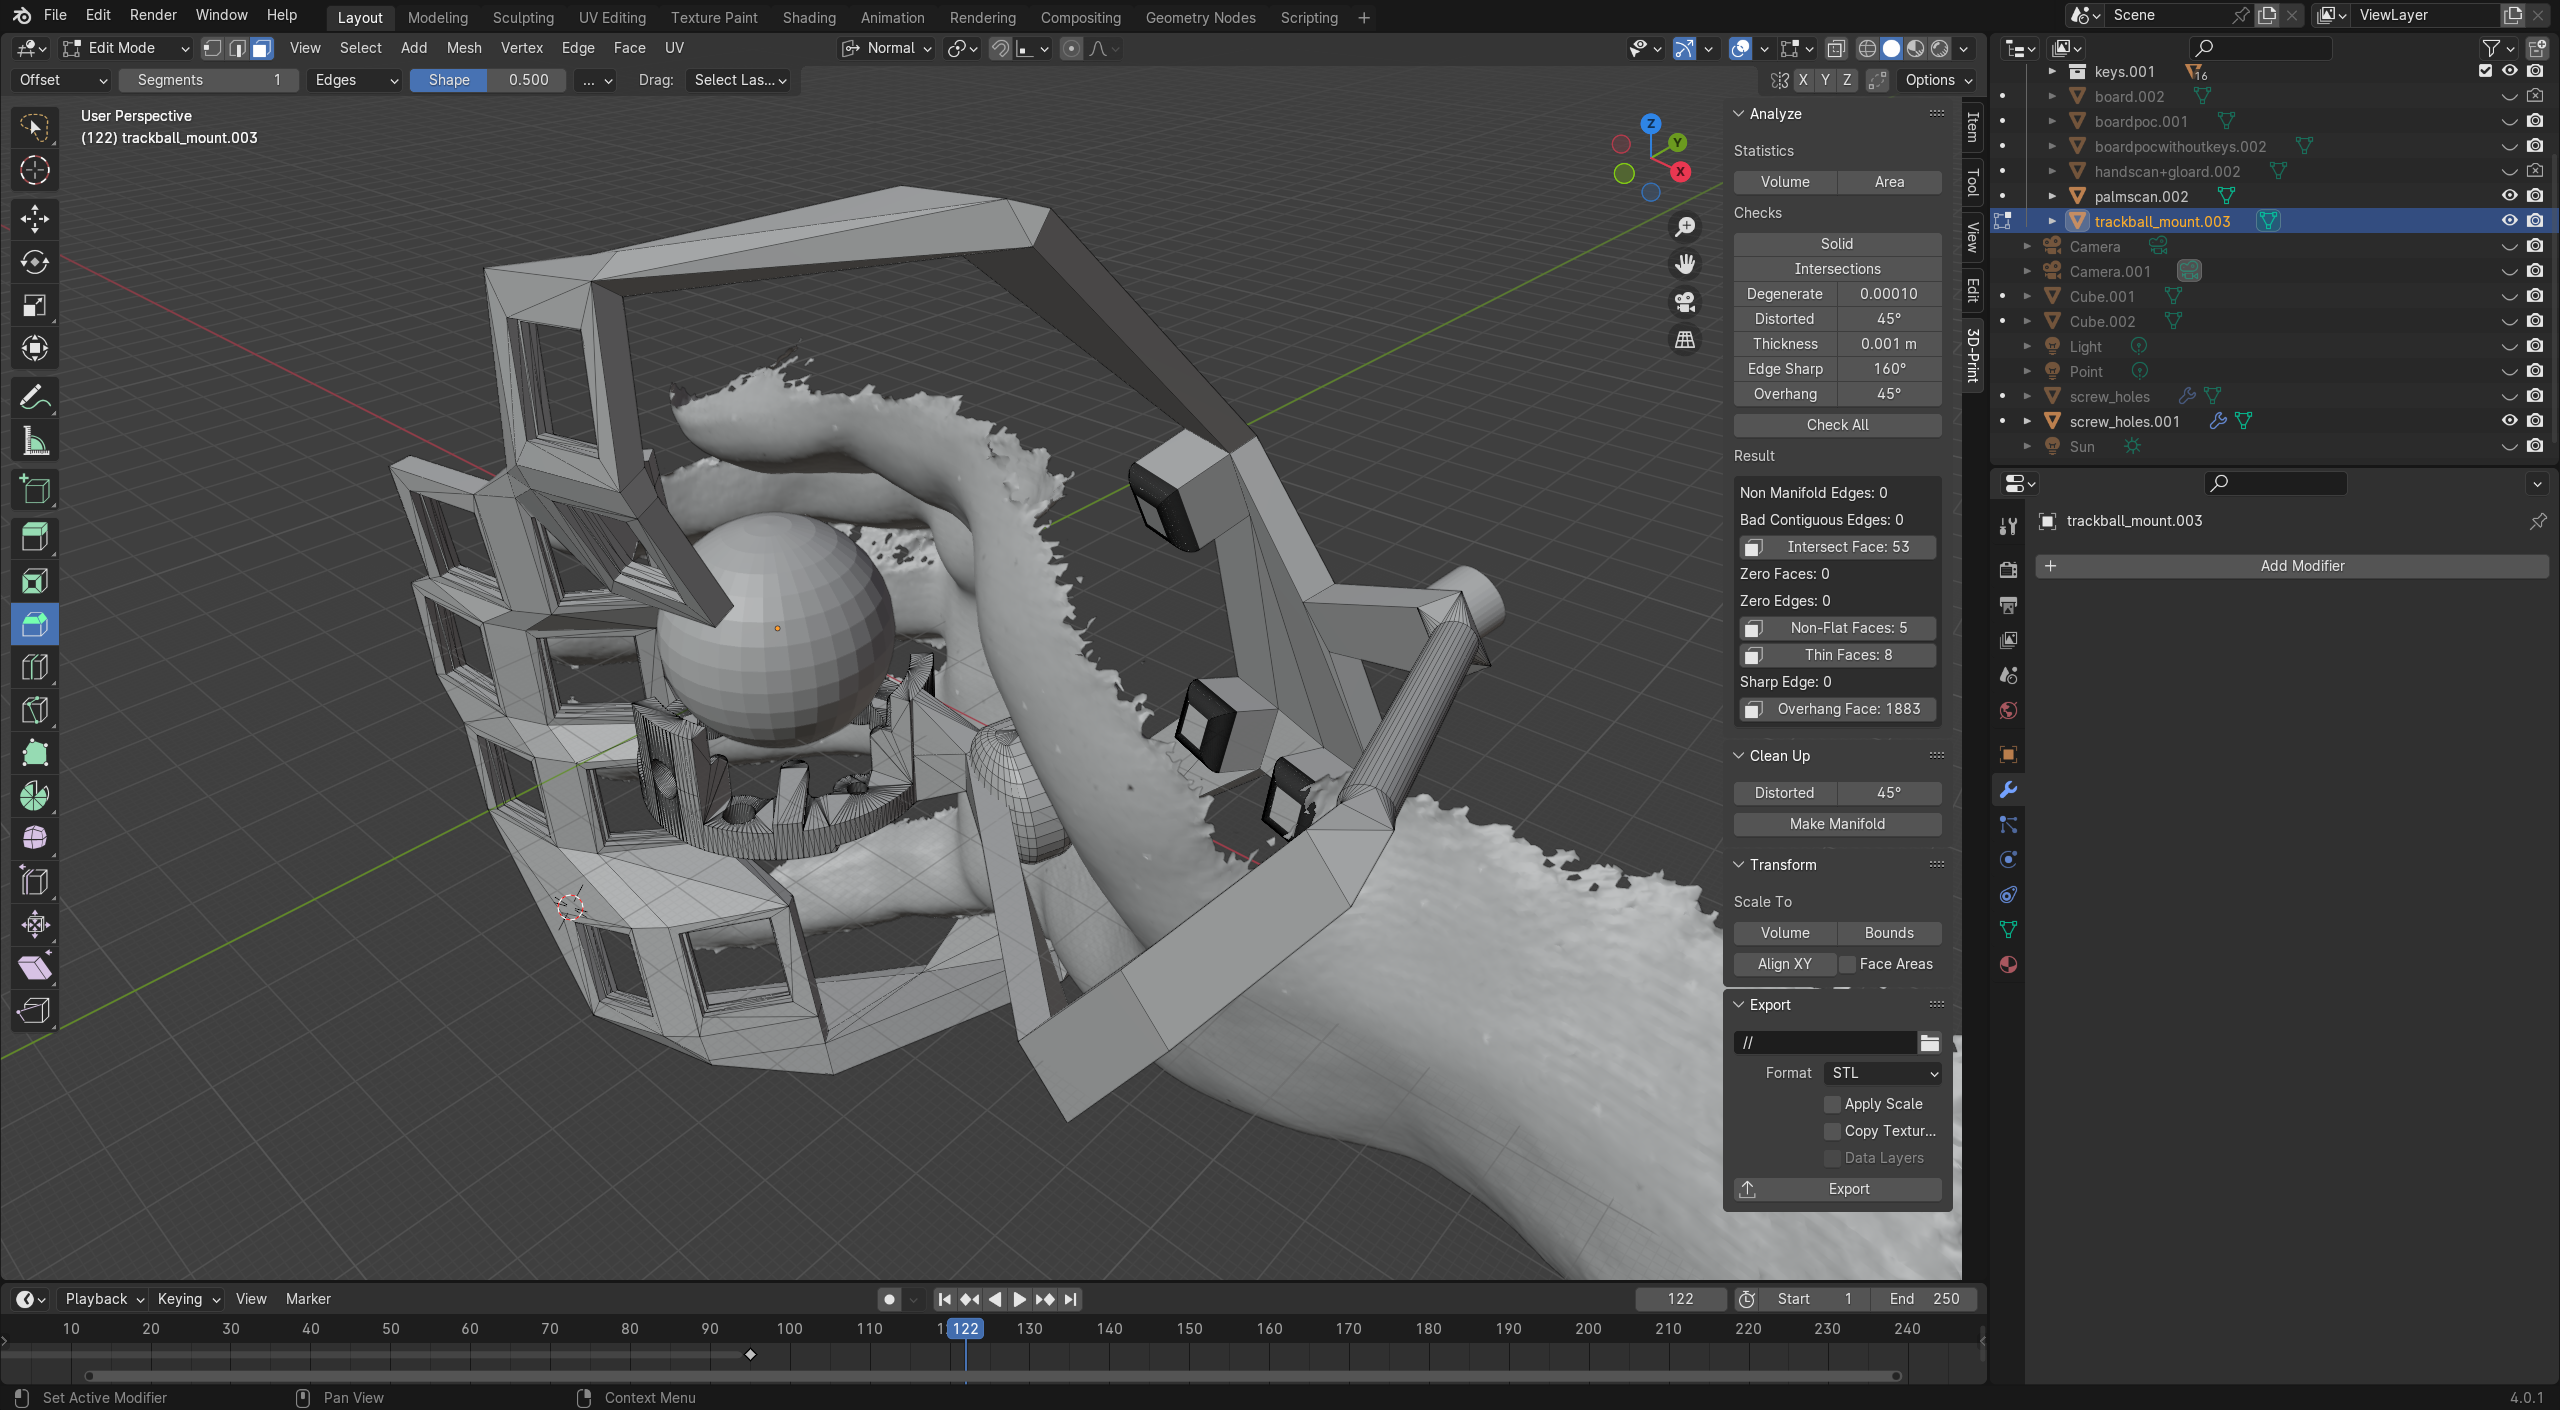 File Edit Render Window Help Layout Modeling Sculpting UV Editing Texture Paint Shading Animation Rendering Compositing Geometry Nodes Scripting + Scene ViewLayer
Edit Mode View Select Add Mesh Vertex Edge Face UV Normal
Offset Segments 1 Edges Shape 0.500 ... Drag: Select Las... X Y Z Options
User Perspective
(122) trackball_mount.003
Z
Y
X
Analyze
Statistics
Volume Area
Checks
Solid
Intersections
Degenerate 0.00010
Distorted 45°
Thickness 0.001 m
Edge Sharp 160°
Overhang 45°
Check All
Result
Non Manifold Edges: 0
Bad Contiguous Edges: 0
Intersect Face: 53
Zero Faces: 0
Zero Edges: 0
Non-Flat Faces: 5
Thin Faces: 8
Sharp Edge: 0
Overhang Face: 1883
Clean Up
Distorted 45°
Make Manifold
Transform
Scale To
Volume Bounds
Align XY Face Areas
Export
//
Format STL
Apply Scale
Copy Textur...
Data Layers
Export
Item
Tool
View
Edit
3D-Print
keys.001 16
board.002
boardpoc.001
boardpocwithoutkeys.002
handscan+gloard.002
palmscan.002
trackball_mount.003
Camera
Camera.001
Cube.001
Cube.002
Light
Point
screw_holes
screw_holes.001
Sun
trackball_mount.003
+ Add Modifier
Playback Keying View Marker 122 Start 1 End 250
10 20 30 40 50 60 70 80 90 100 110 122 130 140 150 160 170 180 190 200 210 220 230 240
Set Active Modifier Pan View Context Menu 4.0.1